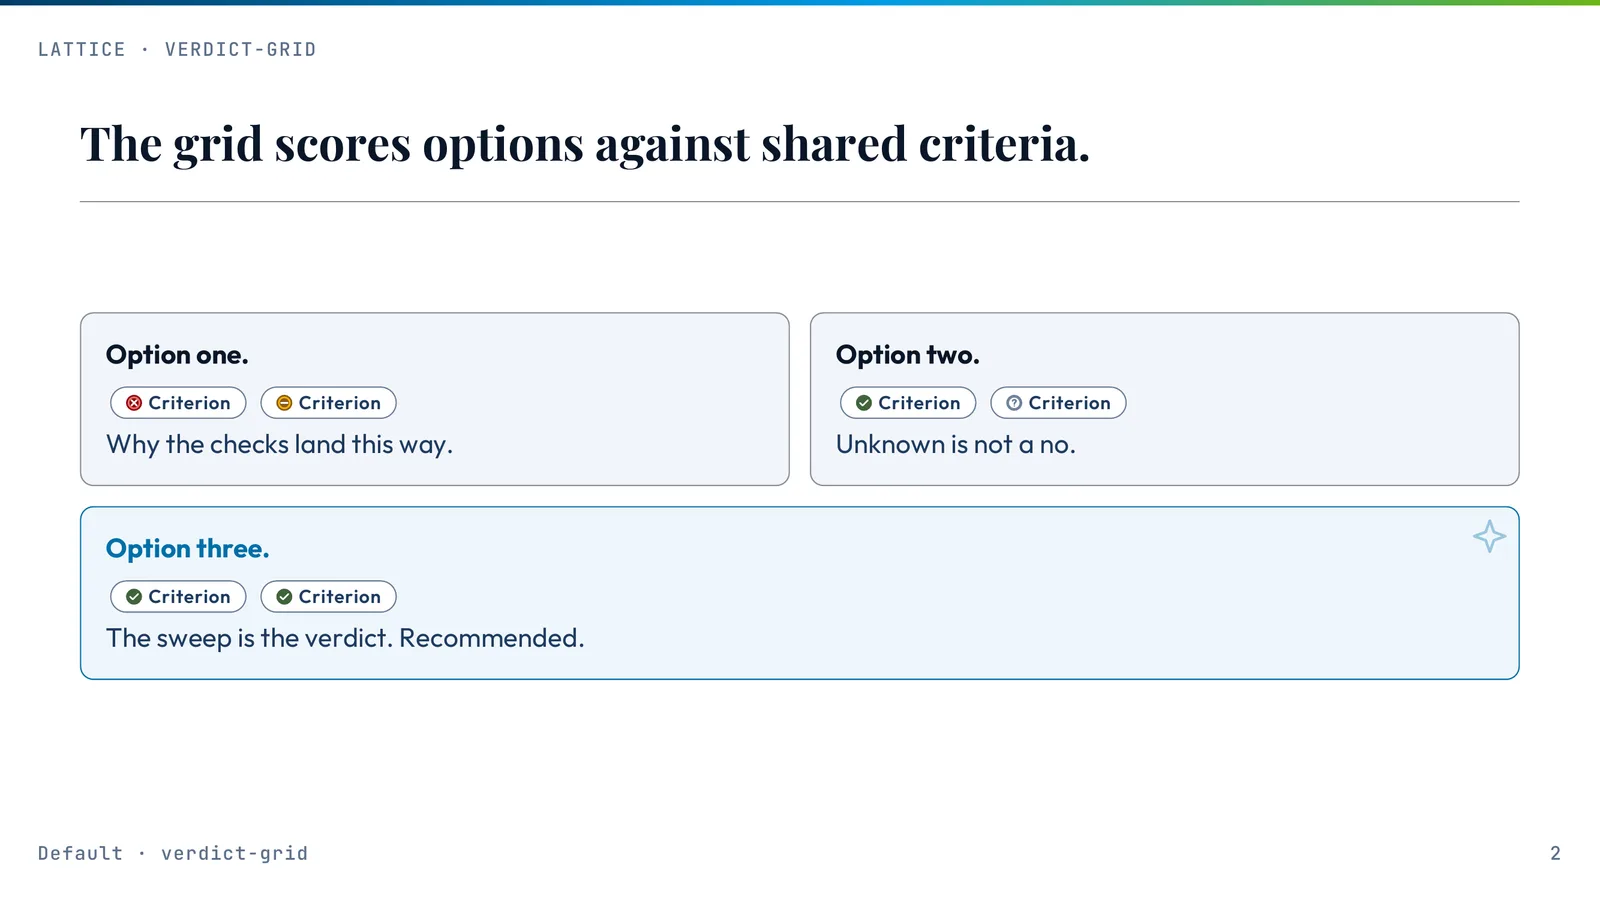 LATTICE · VERDICT-GRID
The grid scores options against shared criteria.
Option one.
Criterion Criterion
Why the checks land this way.
Option two.
Criterion Criterion
Unknown is not a no.
Option three.
Criterion Criterion
The sweep is the verdict. Recommended.
Default · verdict-grid
2